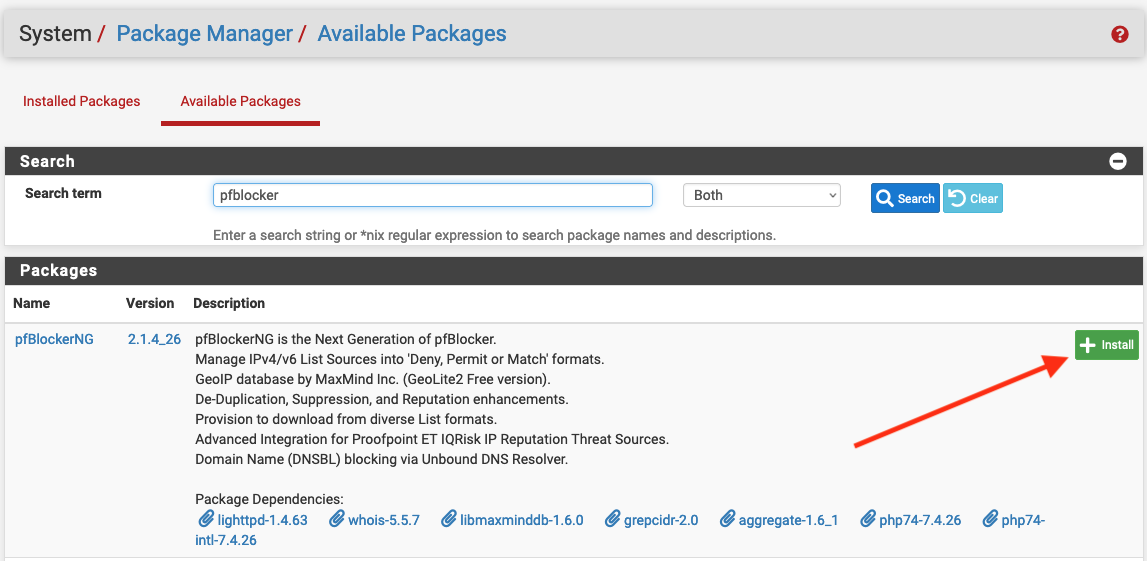 System / Package Manager / Available Packages
?
Installed Packages Available Packages
Search
Search term pfblocker Both Search Clear
Enter a search string or *nix regular expression to search package names and descriptions.
Packages
Name Version Description
pfBlockerNG 2.1.4_26 pfBlockerNG is the Next Generation of pfBlocker. Install
Manage IPv4/v6 List Sources into 'Deny, Permit or Match' formats.
GeoIP database by MaxMind Inc. (GeoLite2 Free version).
De-Duplication, Suppression, and Reputation enhancements.
Provision to download from diverse List formats.
Advanced Integration for Proofpoint ET IQRisk IP Reputation Threat Sources.
Domain Name (DNSBL) blocking via Unbound DNS Resolver.
Package Dependencies:
lighttpd-1.4.63 whois-5.5.7 libmaxminddb-1.6.0 grepcidr-2.0 aggregate-1.6_1 php74-7.4.26 php74-
intl-7.4.26